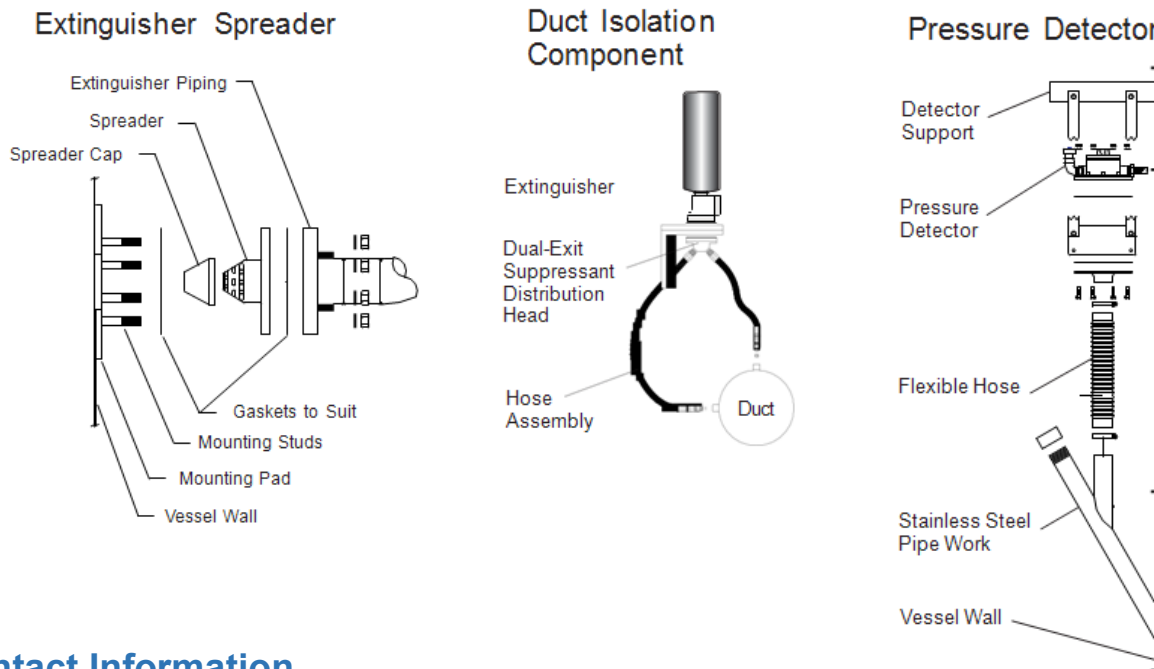 Extinguisher Spreader
Extinguisher Piping
Spreader
Spreader Cap
Gaskets to Suit
Mounting Studs
Mounting Pad
Vessel Wall
Duct Isolation
Component
Extinguisher
Dual-Exit
Suppressant
Distribution
Head
Hose
Assembly
Duct
Pressure Detector
Detector
Support
Pressure
Detector
Flexible Hose
Stainless Steel
Pipe Work
Vessel Wall
ntact Information